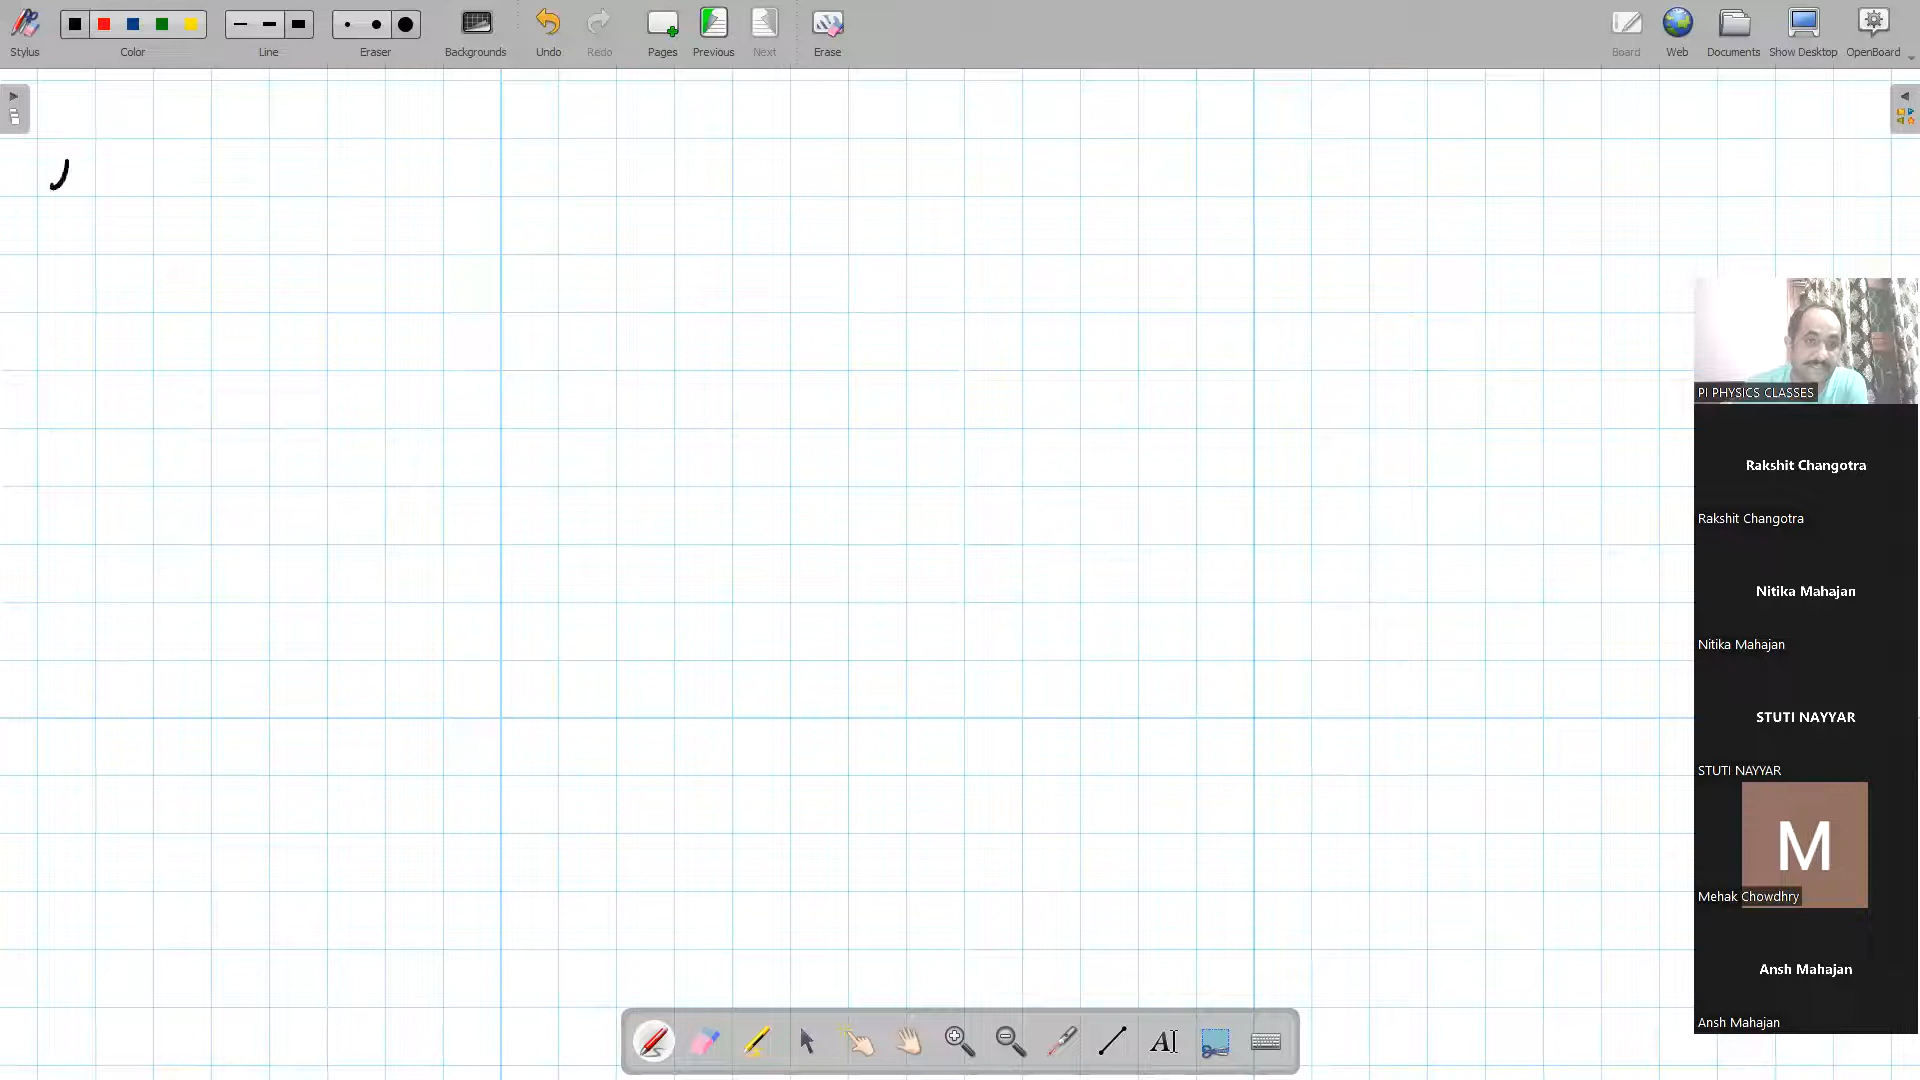 Stylus
Color
Line
Eraser
Backgrounds
Undo
Redo
Pages
Previous
Next
Erase
Board
Web
Documents
Show Desktop
OpenBoard
PI PHYSICS CLASSES
Rakshit Changotra
Rakshit Changotra
Nitika Mahajan
Nitika Mahajan
STUTI NAYYAR
STUTI NAYYAR
M
Mehak Chowdhry
Ansh Mahajan
Ansh Mahajan
AI